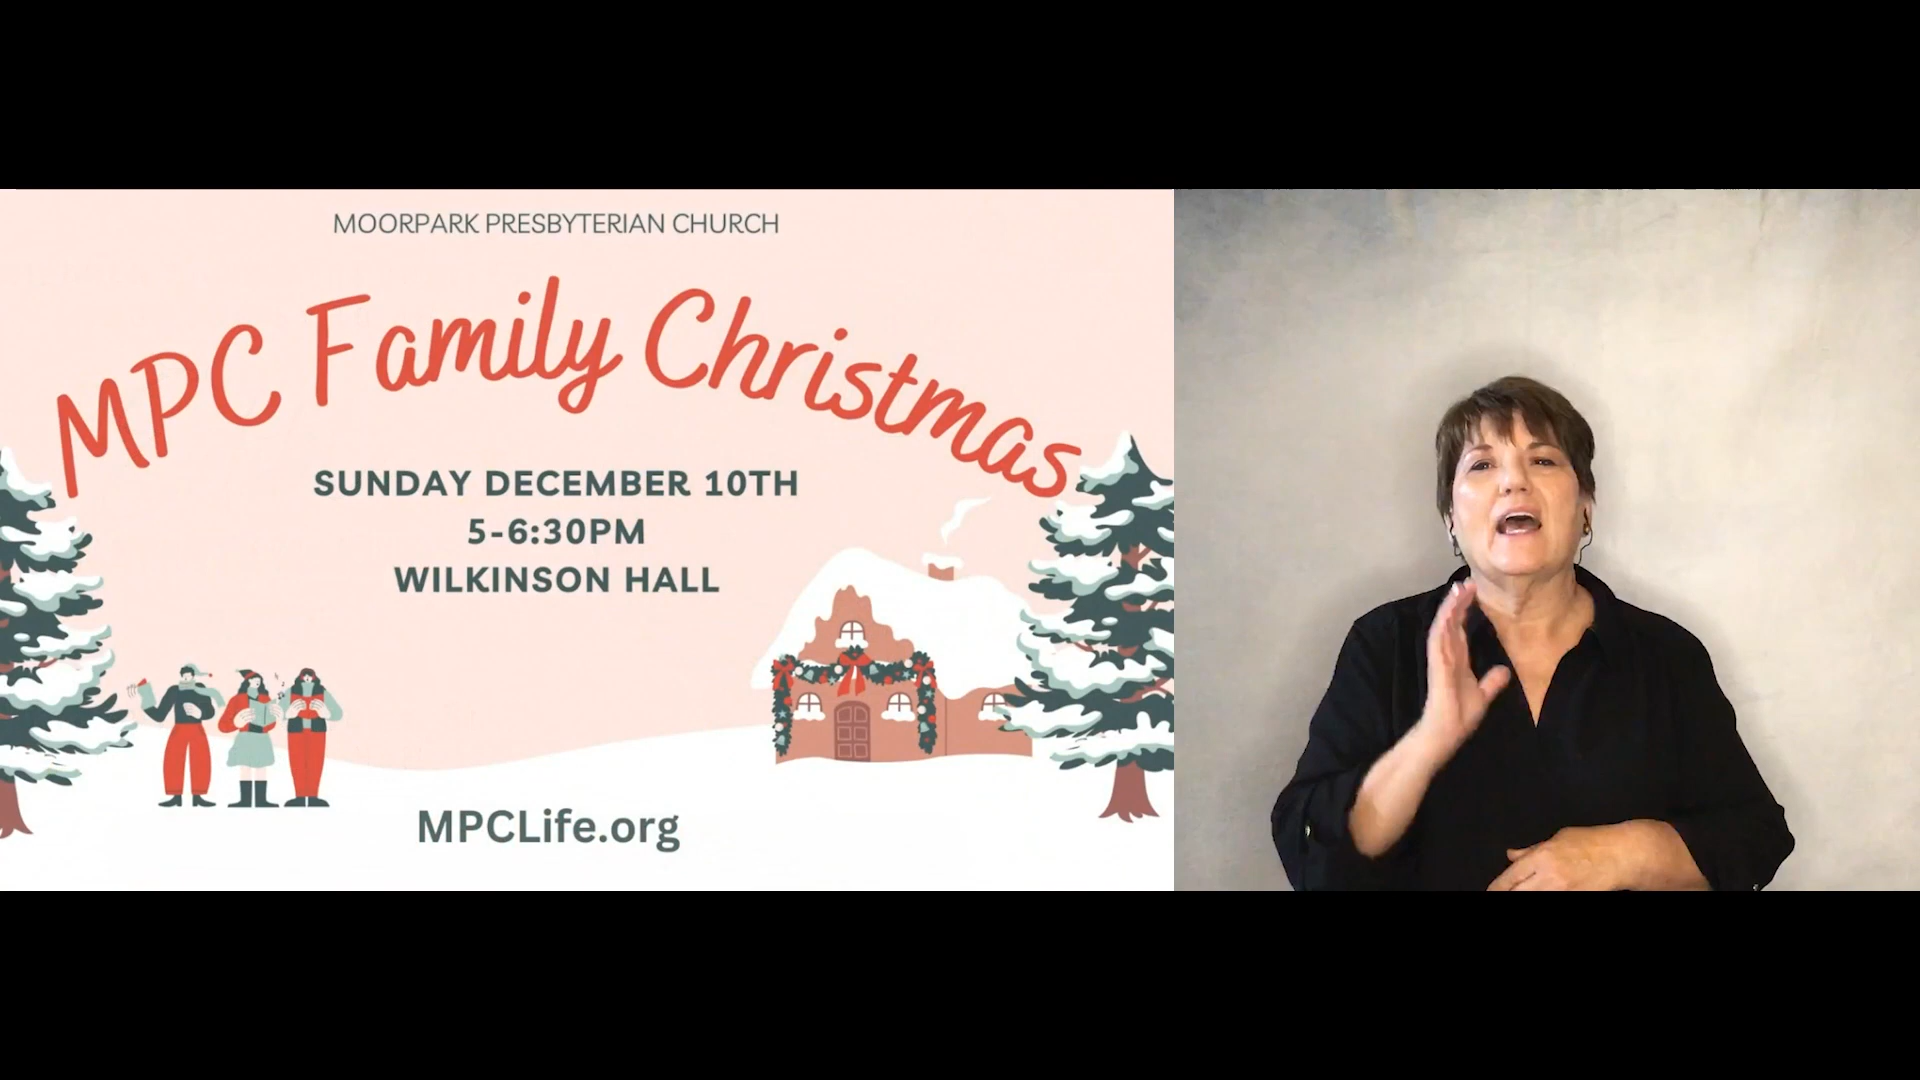 MOORPARK PRESBYTERIAN CHURCH
MPC Family Christmas
SUNDAY DECEMBER 10TH
5-6:30PM
WILKINSON HALL
MPCLife.org